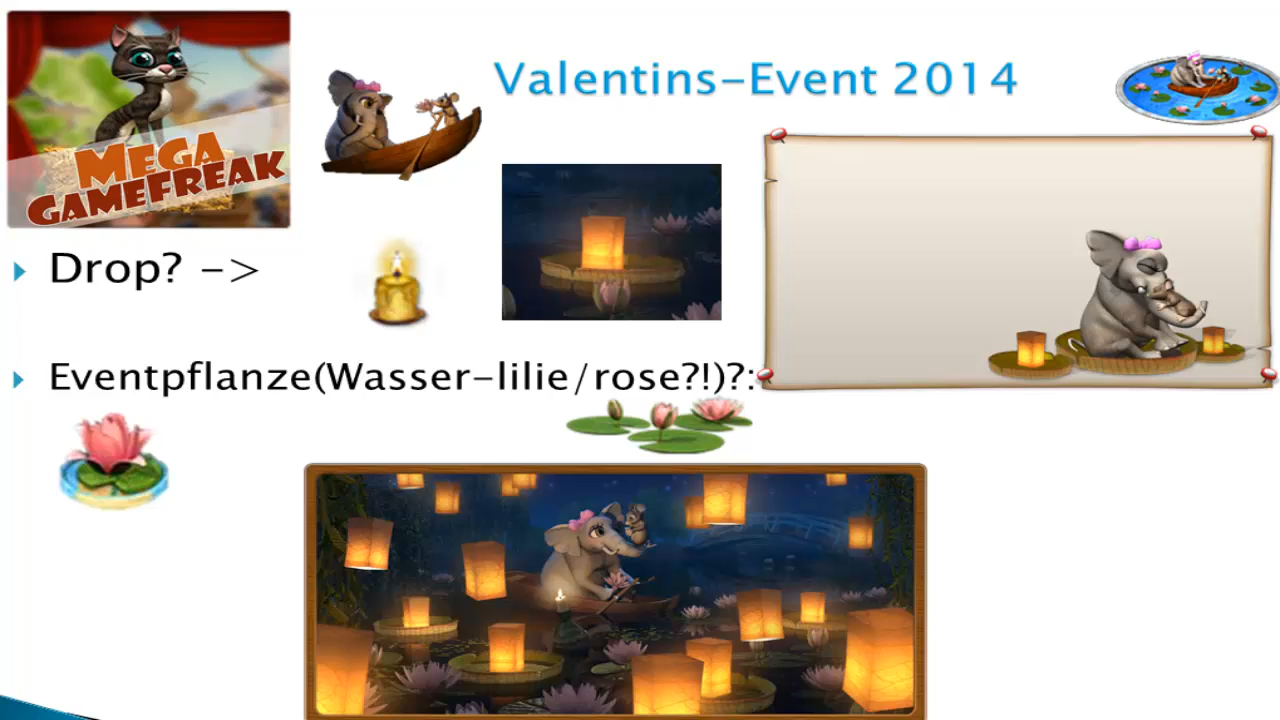 Valentins-Event 2014
MEGA
GAMEFREAK
Drop? ->
Eventpflanze(Wasser-lilie/rose?!)?: